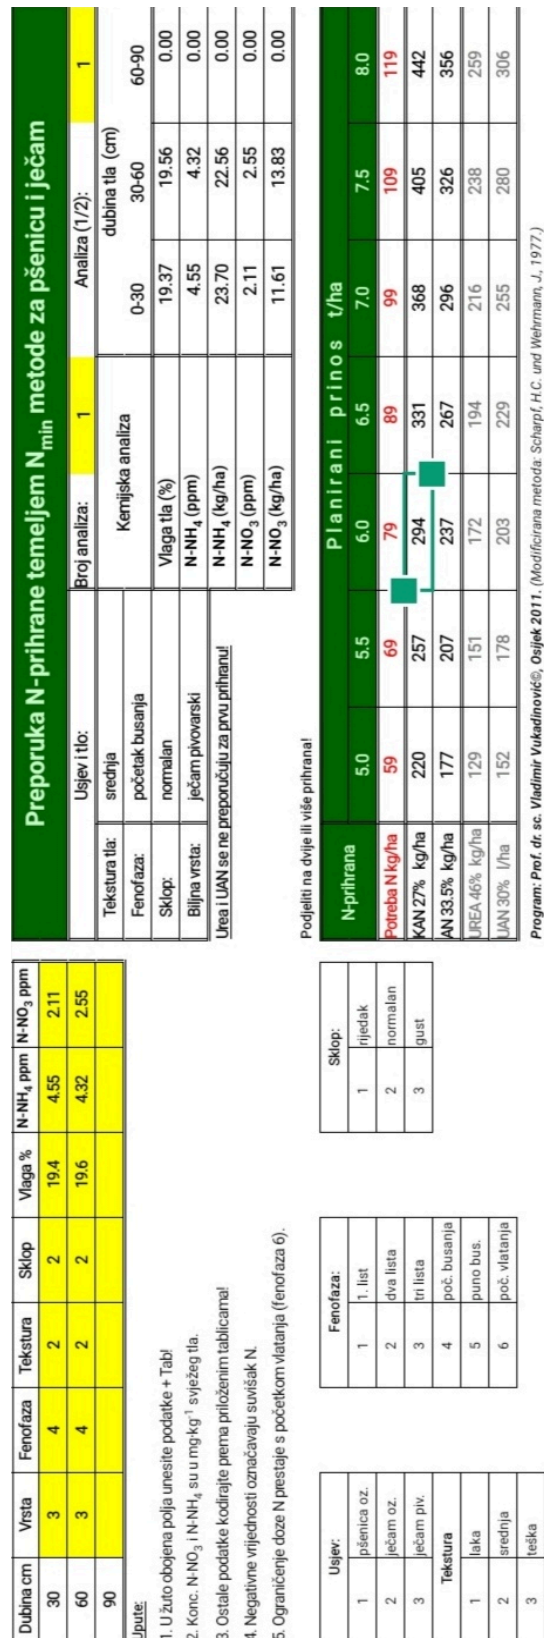 Dubina cm Vrsta Fenofaza Tekstura Sklop Vlaga % N-NH₄ ppm N-NO₃ ppm
30 3 4 2 2 19.4 4.55 2.11
60 3 4 2 2 19.6 4.32 2.55
90
Upute:
1. U žuto obojena polja unesite podatke + Tab!
2. Konc. N-NO₃ i N-NH₄ su u mg·kg⁻¹ svježeg tla.
3. Ostale podatke kodirajte prema priloženim tablicama!
4. Negativne vrijednosti označavaju suvišak N.
5. Ograničenje doze N prestaje s početkom vlatanja (fenofaza 6).
Usjev:
1 pšenica oz.
2 ječam oz.
3 ječam piv.
Tekstura
1 laka
2 srednja
3 teška
Fenofaza:
1 1. list
2 dva lista
3 tri lista
4 poč. busanja
5 puno bus.
6 poč. vlatanja
Sklop:
1 rijedak
2 normalan
3 gust
Preporuka N-prihrane temeljem Nmin metode za pšenicu i ječam
Usjev i tlo: Broj analiza: 1 Analiza (1/2): 1
Tekstura tla: srednja
Fenofaza: početak busanja
Sklop: normalan
Biljna vrsta: ječam pivovarski
Urea i UAN se ne preporučuju za prvu prihranu!
Kemijska analiza dubina tla (cm)
0-30 30-60 60-90
Vlaga tla (%) 19.37 19.56 0.00
N-NH₄ (ppm) 4.55 4.32 0.00
N-NH₄ (kg/ha) 23.70 22.56 0.00
N-NO₃ (ppm) 2.11 2.55 0.00
N-NO₃ (kg/ha) 11.61 13.83 0.00
Podjeliti na dvije ili više prihrana!
N-prihrana Planirani prinos t/ha
5.0 5.5 6.0 6.5 7.0 7.5 8.0
Potreba N kg/ha 59 69 79 89 99 109 119
KAN 27% kg/ha 220 257 294 331 368 405 442
AN 33.5% kg/ha 177 207 237 267 296 326 356
UREA 46% kg/ha 129 151 172 194 216 238 259
UAN 30% l/ha 152 178 203 229 255 280 306
Program: Prof. dr. sc. Vladimir Vukadinović©, Osijek 2011. (Modificirana metoda: Scharpf, H.C. und Wehrmann, J., 1977.)